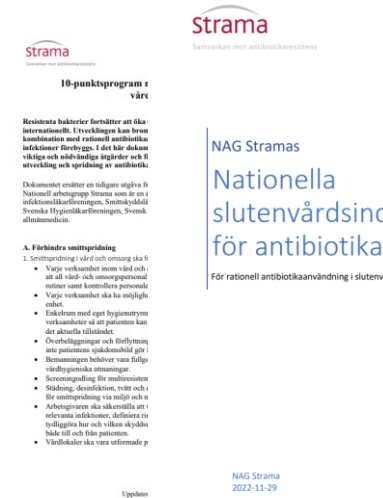 Strama
Samverkan mot antibiotikaresistens
10-punktsprogram
vård
Resistenta bakterier fortsätter att öka
internationellt. Utvecklingen kan brom
kombination med rationell antibiotika
infektioner förebyggs. I det här dokum
viktiga och nödvändiga åtgärder och f
utveckling och spridning av antibiotik
Dokumentet ersätter en tidigare utgåva fr
Nationell arbetsgrupp Strama som är en
infektionsläkarföreningen, Smittskyddslä
Svenska Hygienläkarföreningen, Svensk
allmänmedicin.
A. Förhindra smittspridning
1. Smittspridning i vård och omsorg ska f
• Varje verksamhet inom vård och
att all vård- och omsorgspersonal
rutiner samt kontrollera personale
• Varje verksamhet ska ha möjlighe
enhet.
• Enkelrum med eget hygienutrym
verksamheter så att patienten kan
det aktuella tillståndet.
• Överbeläggningar och förflyttnin
inte patientens sjukdomsbild gör
• Bemanningen behöver vara fullgo
vårdhygieniska utmaningar.
• Screeningodling för multiresisten
• Städning, desinfektion, tvätt och
för smittspridning via miljö och m
• Arbetsgivaren ska säkerställa att
relevanta infektioner, definiera ri
tydliggöra hur och vilken skyddsu
både till och från patienten.
• Vårdlokaler ska vara utformade p
Uppdater
Strama
Samverkan mot antibiotikaresistens
NAG Stramas
Nationella
slutenvårdsind
för antibiotika
För rationell antibiotikaanvändning i slutenv
NAG Strama
2022-11-29